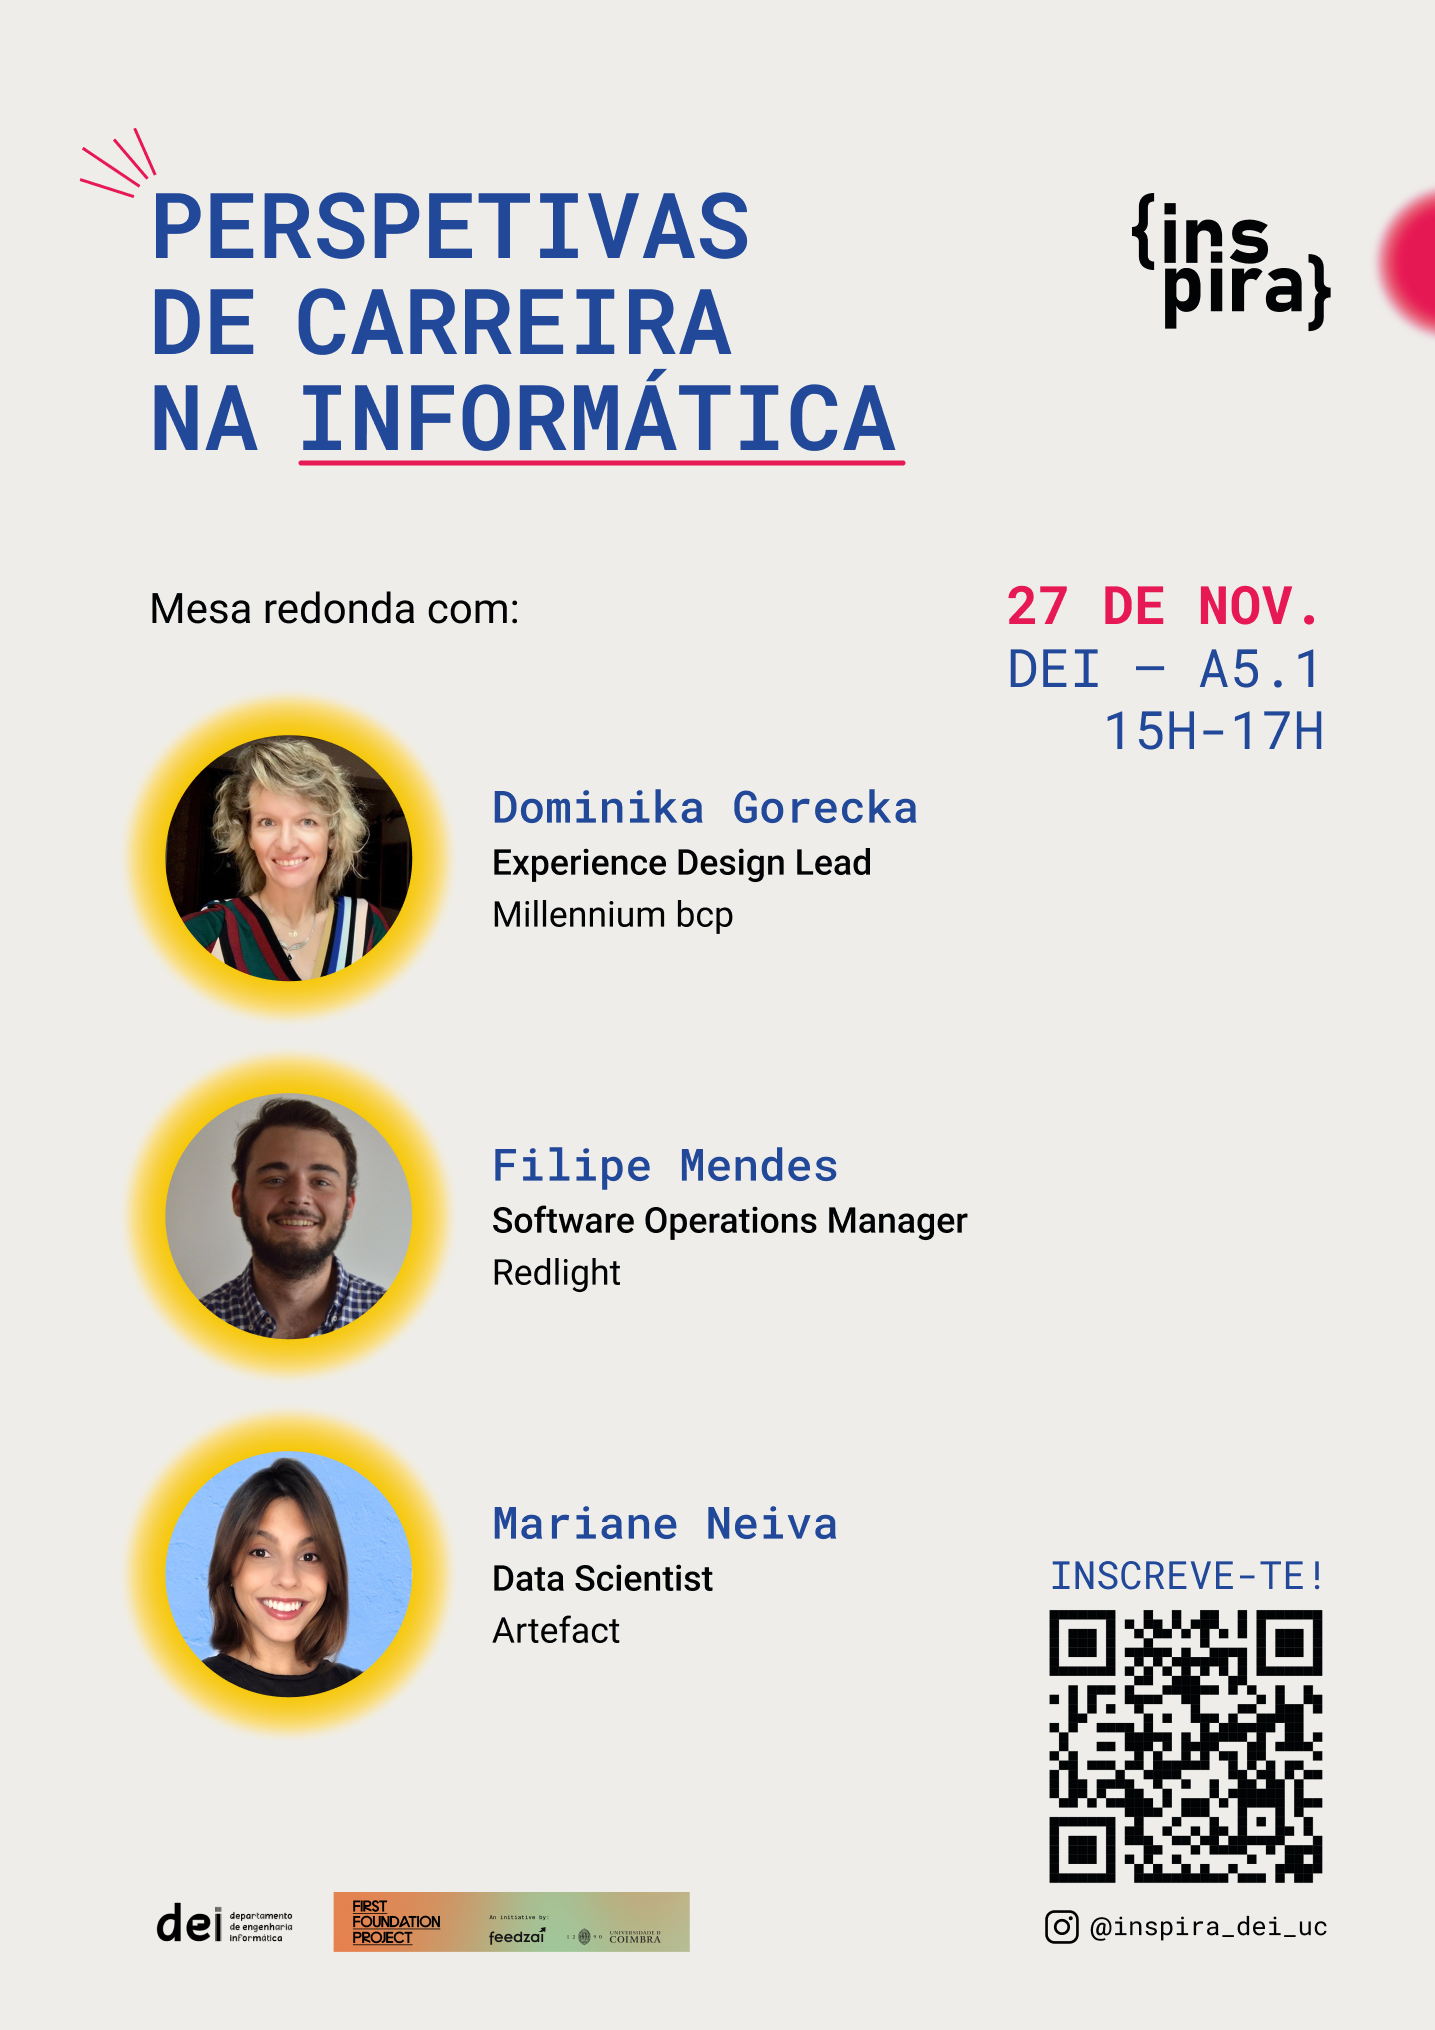 PERSPETIVAS
DE CARREIRA
NA INFORMÁTICA
{ins
pira}
Mesa redonda com:
27 DE NOV.
DEI – A5.1
15H-17H
Dominika Gorecka
Experience Design Lead
Millennium bcp
Filipe Mendes
Software Operations Manager
Redlight
Mariane Neiva
Data Scientist
Artefact
INSCREVE-TE!
@inspira_dei_uc
dei
departamento
de engenharia
informática
FIRST
FOUNDATION
PROJECT
An initiative by:
feedzai
12 90
UNIVERSIDADE D
COIMBRA